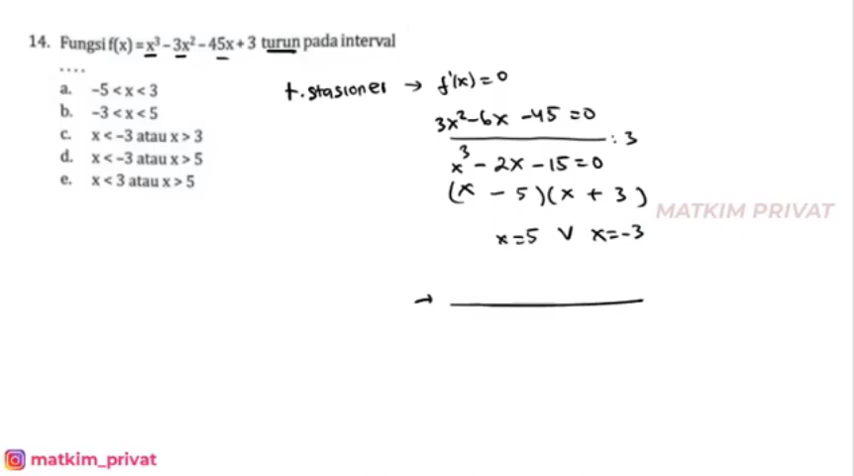 14. Fungsi f(x) = x³ – 3x² – 45x + 3 turun pada interval
....
a. –5 < x < 3
b. –3 < x < 5
c. x < –3 atau x > 3
d. x < –3 atau x > 5
e. x < 3 atau x > 5
t. stasioner → f'(x) = 0
3x² – 6x – 45 = 0
: 3
x³ – 2x – 15 = 0
(x – 5)(x + 3)
x = 5 ∨ x = –3
→
MATKIM PRIVAT
matkim_privat